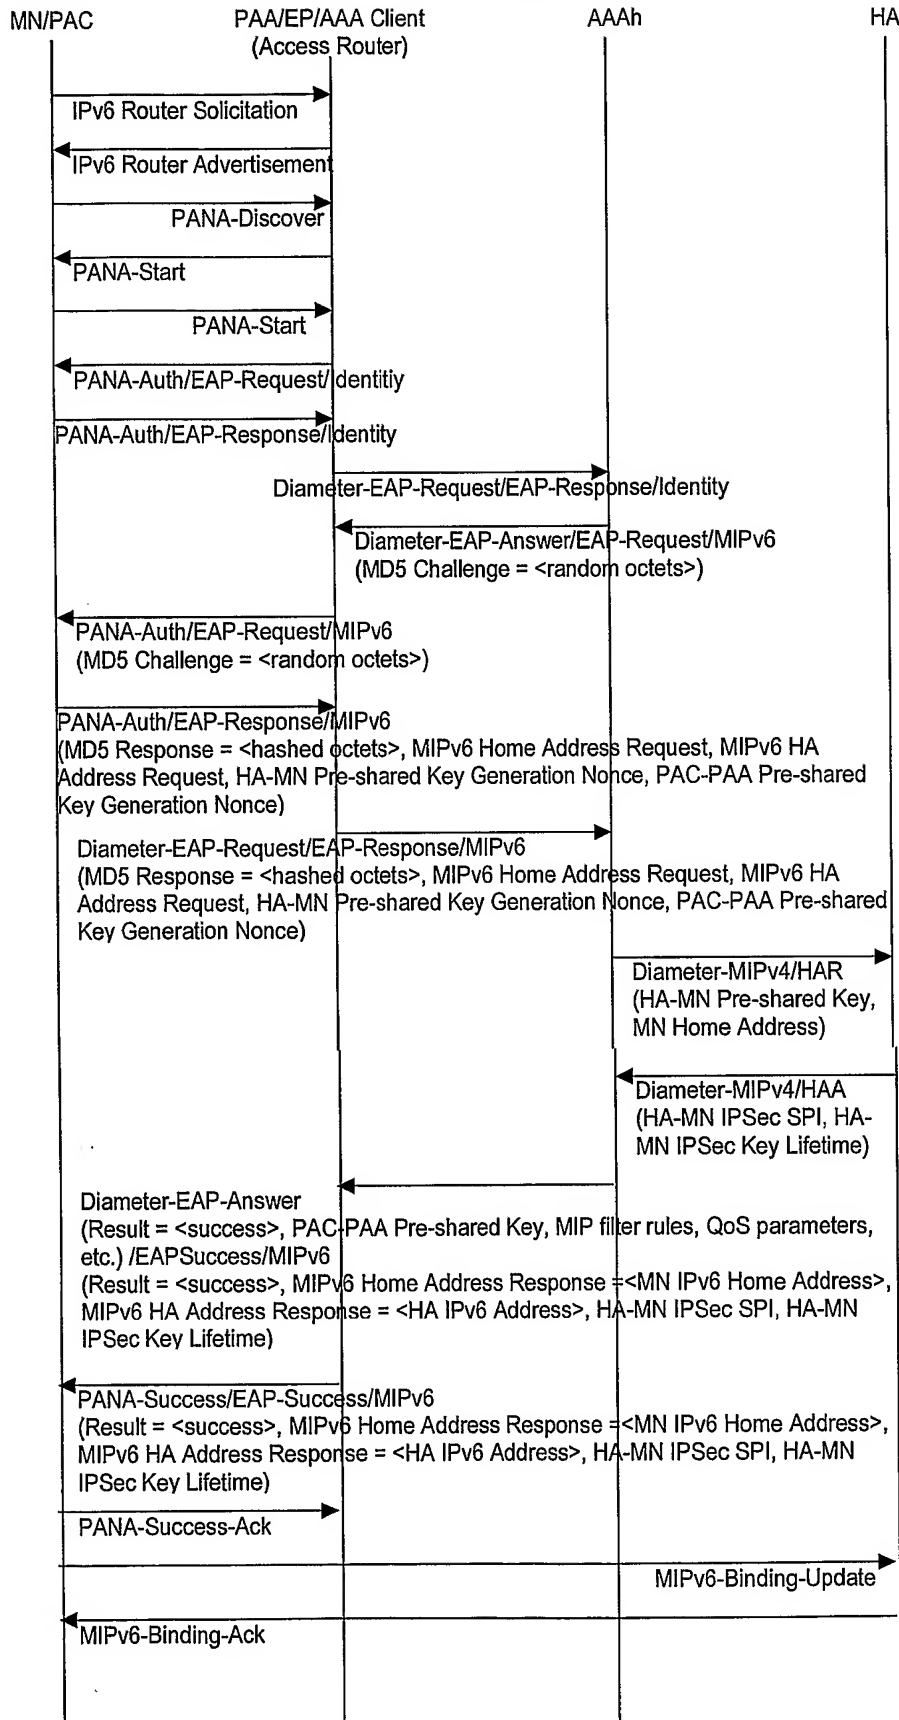 MN/PAC
PAA/EP/AAA Client
(Access Router)
AAAh
HA
IPv6 Router Solicitation
IPv6 Router Advertisement
PANA-Discover
PANA-Start
PANA-Start
PANA-Auth/EAP-Request/Identitiy
PANA-Auth/EAP-Response/Identity
Diameter-EAP-Request/EAP-Response/Identity
Diameter-EAP-Answer/EAP-Request/MIPv6
(MD5 Challenge = <random octets>)
PANA-Auth/EAP-Request/MIPv6
(MD5 Challenge = <random octets>)
PANA-Auth/EAP-Response/MIPv6
(MD5 Response = <hashed octets>, MIPv6 Home Address Request, MIPv6 HA
Address Request, HA-MN Pre-shared Key Generation Nonce, PAC-PAA Pre-shared
Key Generation Nonce)
Diameter-EAP-Request/EAP-Response/MIPv6
(MD5 Response = <hashed octets>, MIPv6 Home Address Request, MIPv6 HA
Address Request, HA-MN Pre-shared Key Generation Nonce, PAC-PAA Pre-shared
Key Generation Nonce)
Diameter-MIPv4/HAR
(HA-MN Pre-shared Key,
MN Home Address)
Diameter-MIPv4/HAA
(HA-MN IPSec SPI, HA-
MN IPSec Key Lifetime)
Diameter-EAP-Answer
(Result = <success>, PAC-PAA Pre-shared Key, MIP filter rules, QoS parameters,
etc.) /EAPSuccess/MIPv6
(Result = <success>, MIPv6 Home Address Response =<MN IPv6 Home Address>,
MIPv6 HA Address Response = <HA IPv6 Address>, HA-MN IPSec SPI, HA-MN
IPSec Key Lifetime)
PANA-Success/EAP-Success/MIPv6
(Result = <success>, MIPv6 Home Address Response =<MN IPv6 Home Address>,
MIPv6 HA Address Response = <HA IPv6 Address>, HA-MN IPSec SPI, HA-MN
IPSec Key Lifetime)
PANA-Success-Ack
MIPv6-Binding-Update
MIPv6-Binding-Ack